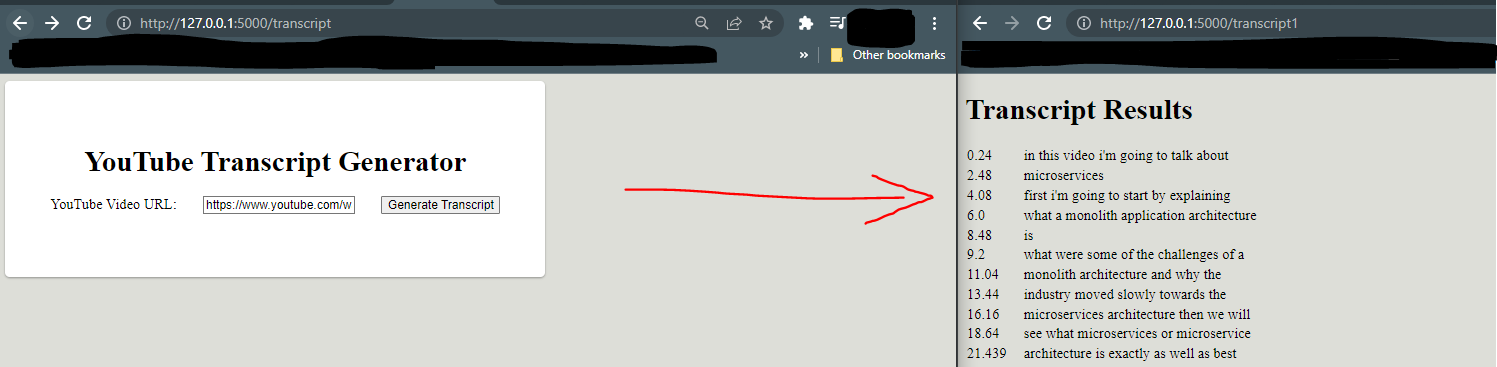 http://127.0.0.1:5000/transcript
» Other bookmarks
YouTube Transcript Generator
YouTube Video URL: https://www.youtube.com/w Generate Transcript
http://127.0.0.1:5000/transcript1
Transcript Results
0.24 in this video i'm going to talk about
2.48 microservices
4.08 first i'm going to start by explaining
6.0 what a monolith application architecture
8.48 is
9.2 what were some of the challenges of a
11.04 monolith architecture and why the
13.44 industry moved slowly towards the
16.16 microservices architecture then we will
18.64 see what microservices or microservice
21.439 architecture is exactly as well as best